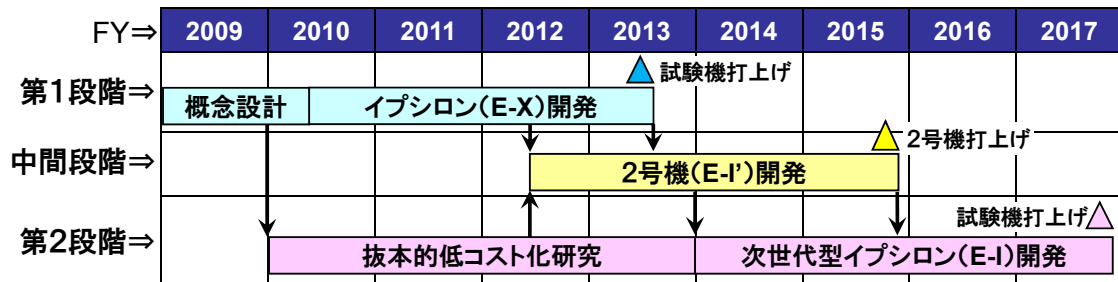 FY⇒ 2009 2010 2011 2012 2013 2014 2015 2016 2017
試験機打上げ
第1段階⇒ 概念設計 イプシロン(E-X)開発
2号機打上げ
中間段階⇒ 2号機(E-I’)開発
試験機打上げ
第2段階⇒ 抜本的低コスト化研究 次世代型イプシロン(E-I)開発